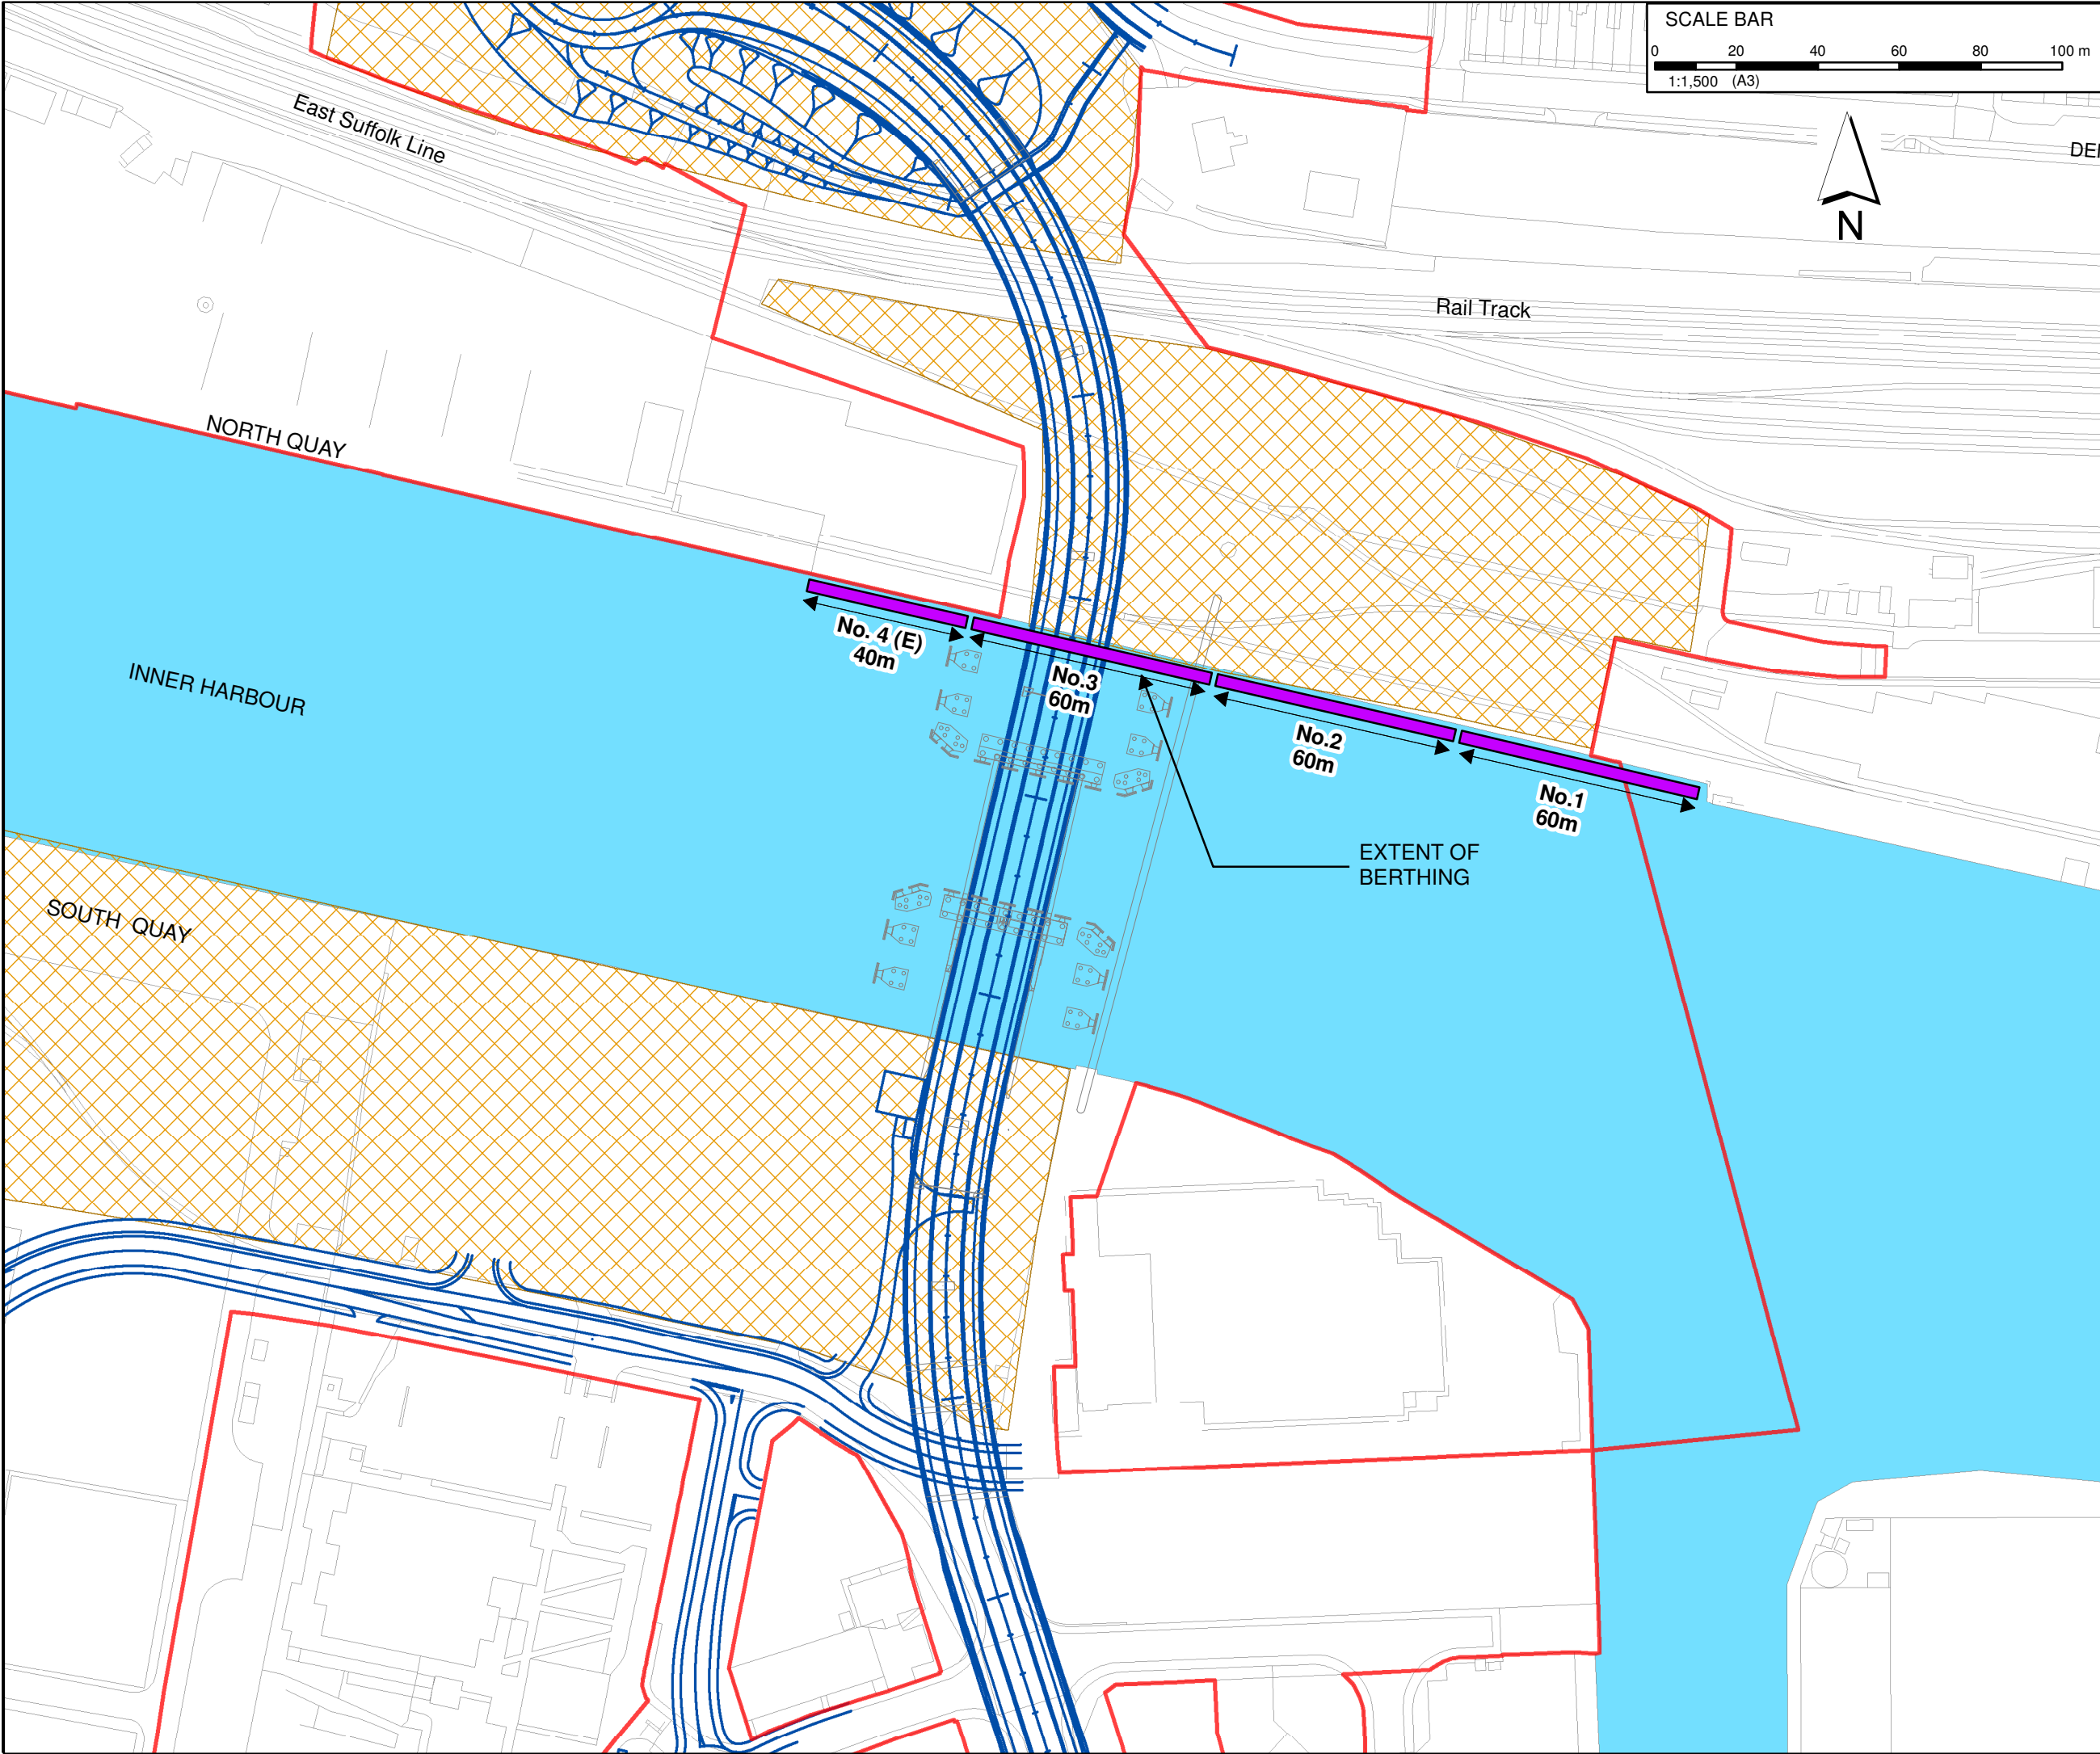 SCALE BAR
0 20 40 60 80 100 m
1:1,500 (A3)
East Suffolk Line
N
Rail Track
NORTH QUAY
No. 4 (E)
40m
No.3
60m
No.2
60m
No.1
60m
INNER HARBOUR
EXTENT OF
BERTHING
SOUTH QUAY